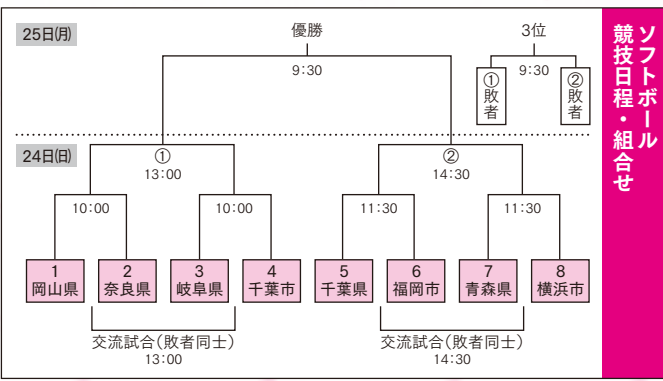 ソフトボール
競技日程・組合せ
25日(月)
優勝
9:30
3位
9:30
①敗者
②敗者
24日(日)
①
13:00
②
14:30
10:00
10:00
11:30
11:30
1
岡山県
2
奈良県
3
岐阜県
4
千葉市
5
千葉県
6
福岡市
7
青森県
8
横浜市
交流試合(敗者同士)
13:00
交流試合(敗者同士)
14:30